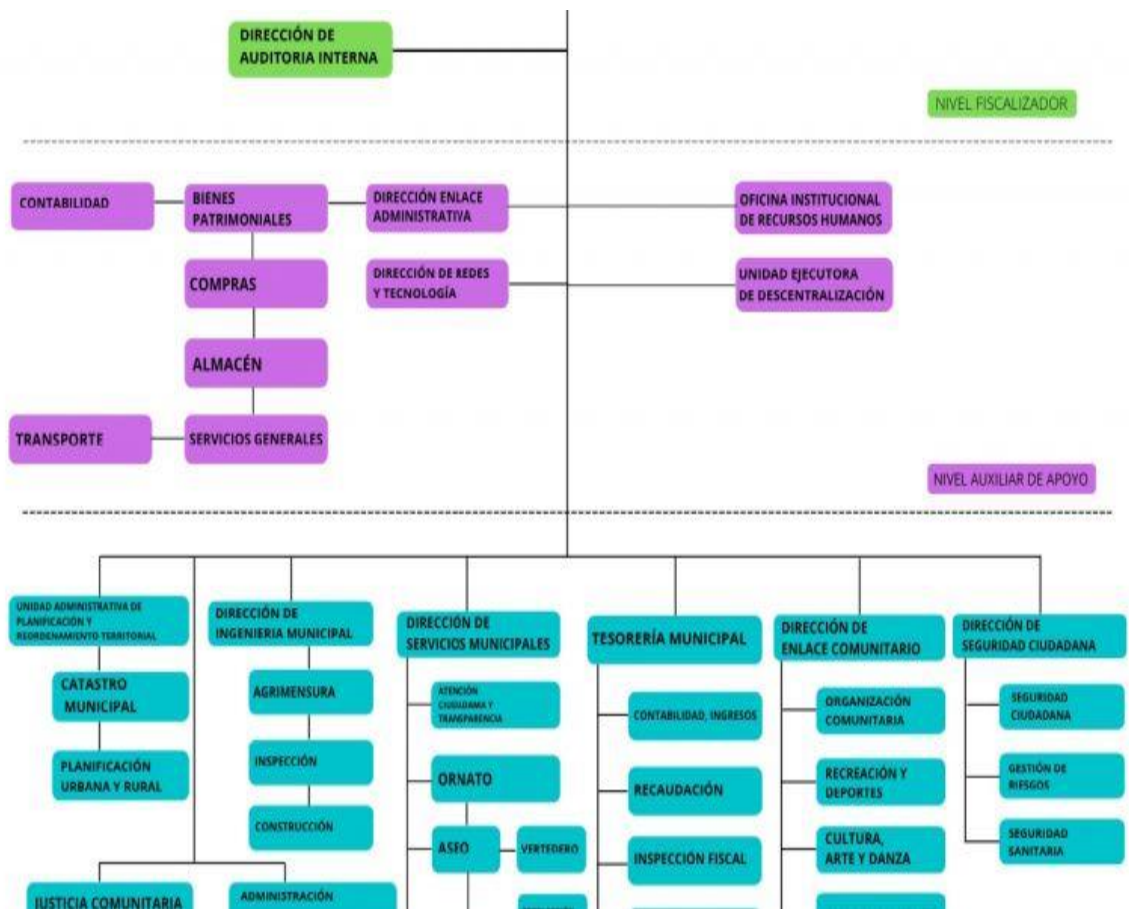 DIRECCIÓN DE
AUDITORIA INTERNA
NIVEL FISCALIZADOR
CONTABILIDAD
BIENES
PATRIMONIALES
DIRECCIÓN ENLACE
ADMINISTRATIVA
OFICINA INSTITUCIONAL
DE RECURSOS HUMANOS
COMPRAS
DIRECCIÓN DE REDES
Y TECNOLOGÍA
UNIDAD EJECUTORA
DE DESCENTRALIZACIÓN
ALMACÉN
TRANSPORTE
SERVICIOS GENERALES
NIVEL AUXILIAR DE APOYO
UNIDAD ADMINISTRATIVA DE
PLANIFICACIÓN Y
REORDENAMIENTO TERRITORIAL
CATASTRO
MUNICIPAL
PLANIFICACIÓN
URBANA Y RURAL
DIRECCIÓN DE
INGENIERIA MUNICIPAL
AGRIMENSURA
INSPECCIÓN
CONSTRUCCIÓN
JUSTICIA COMUNITARIA
ADMINISTRACIÓN
DIRECCIÓN DE
SERVICIOS MUNICIPALES
ATENCIÓN
CIUDADAMA Y
TRANSPARENCIA
ORNATO
ASEO
VERTEDERO
TESORERÍA MUNICIPAL
CONTABILIDAD, INGRESOS
RECAUDACIÓN
INSPECCIÓN FISCAL
DIRECCIÓN DE
ENLACE COMUNITARIO
ORGANIZACIÓN
COMUNITARIA
RECREACIÓN Y
DEPORTES
CULTURA,
ARTE Y DANZA
DIRECCIÓN DE
SEGURIDAD CIUDADANA
SEGURIDAD
CIUDADANA
GESTIÓN DE
RIESGOS
SEGURIDAD
SANITARIA